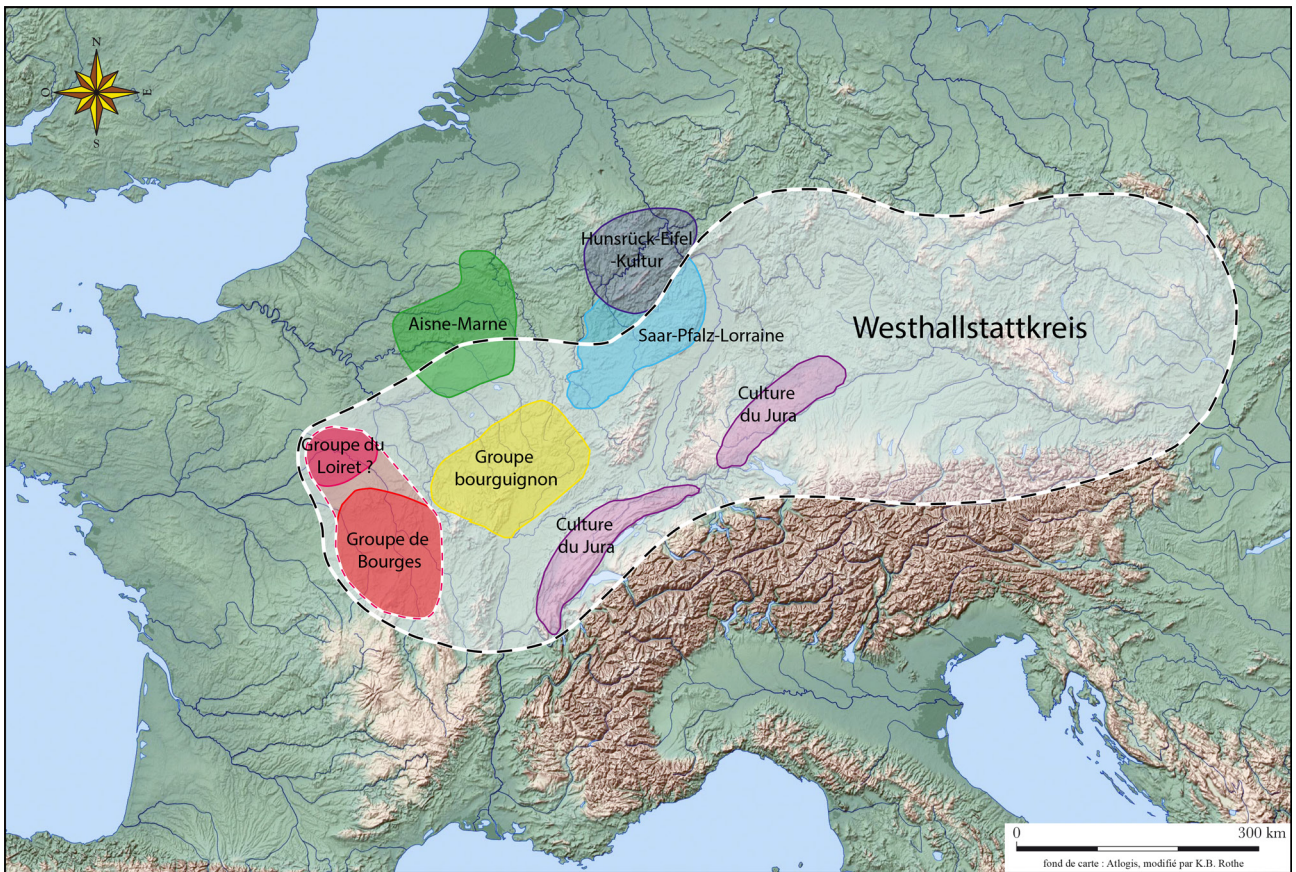 N
O
E
S
Hunsrück-Eifel
-Kultur
Aisne-Marne
Saar-Pfalz-Lorraine
Westhallstattkreis
Culture
du Jura
Groupe du
Loiret ?
Groupe
bourguignon
Culture
du Jura
Groupe de
Bourges
0
300 km
fond de carte : Atlogis, modifié par K.B. Rothe